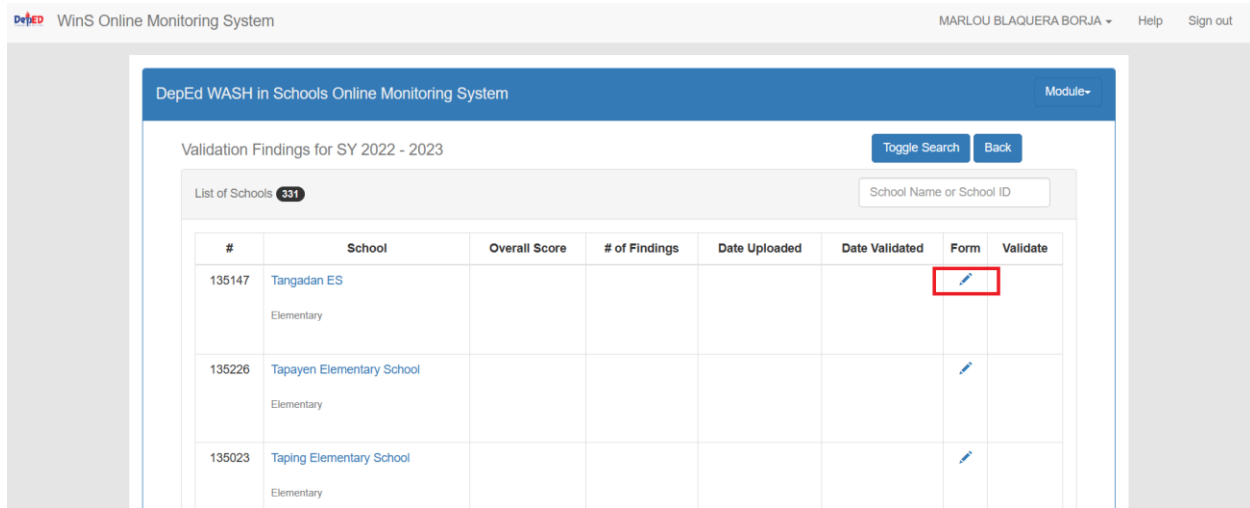 DepED WinS Online Monitoring System MARLOU BLAQUERA BORJA Help Sign out
DepEd WASH in Schools Online Monitoring System Module
Validation Findings for SY 2022 - 2023 Toggle Search Back
List of Schools 331 School Name or School ID
# School Overall Score # of Findings Date Uploaded Date Validated Form Validate
135147 Tangadan ES
Elementary
135226 Tapayen Elementary School
Elementary
135023 Taping Elementary School
Elementary